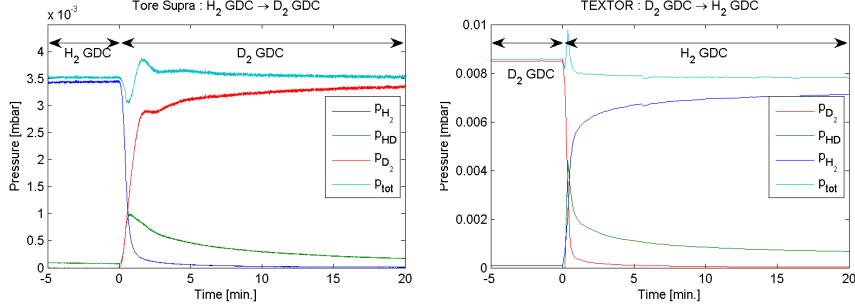 Tore Supra : H2 GDC → D2 GDC
x 10^-3
H2 GDC
D2 GDC
4
3.5
3
2.5
2
1.5
1
0.5
0
Pressure [mbar]
pH2
pHD
pD2
ptot
-5
0
5
10
15
20
Time [min.]
TEXTOR : D2 GDC → H2 GDC
0.01
0.008
0.006
0.004
0.002
0
Pressure [mbar]
H2 GDC
D2 GDC
pD2
pHD
pH2
ptot
-5
0
5
10
15
20
Time [min.]